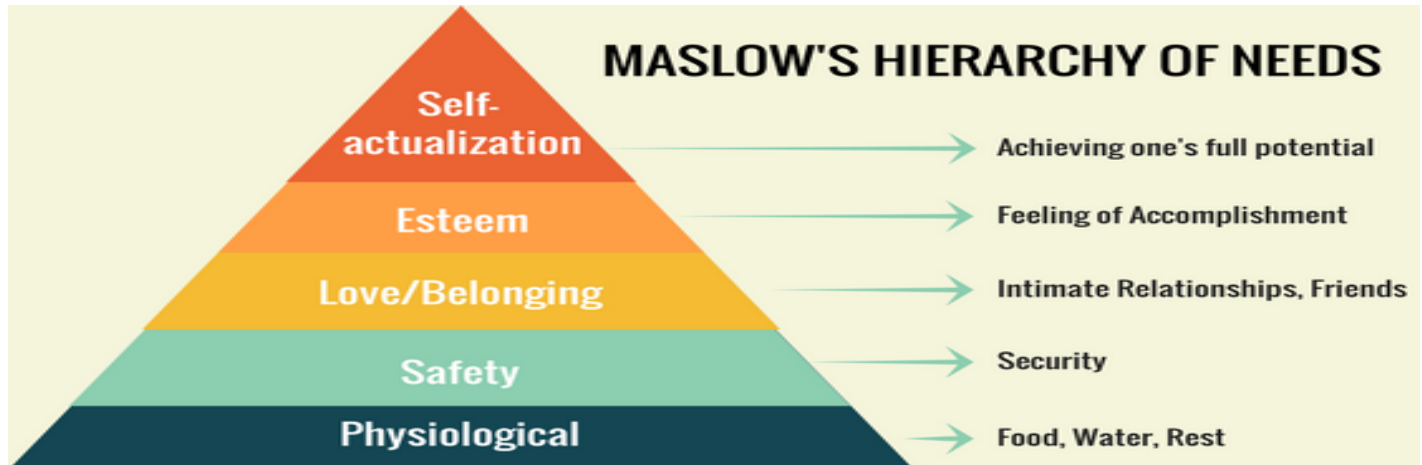 MASLOW'S HIERARCHY OF NEEDS
Self-
actualization
Achieving one's full potential
Esteem
Feeling of Accomplishment
Love/Belonging
Intimate Relationships, Friends
Safety
Security
Physiological
Food, Water, Rest